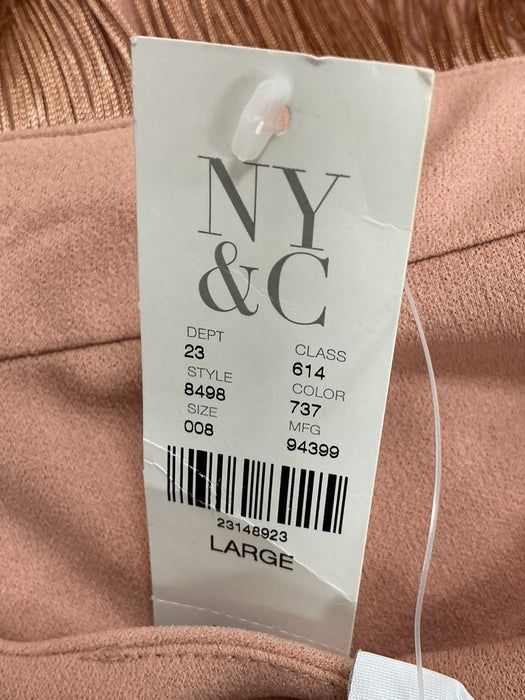 NY
&C
DEPT CLASS
23 614
STYLE COLOR
8498 737
SIZE MFG
008 94399
23148923
LARGE